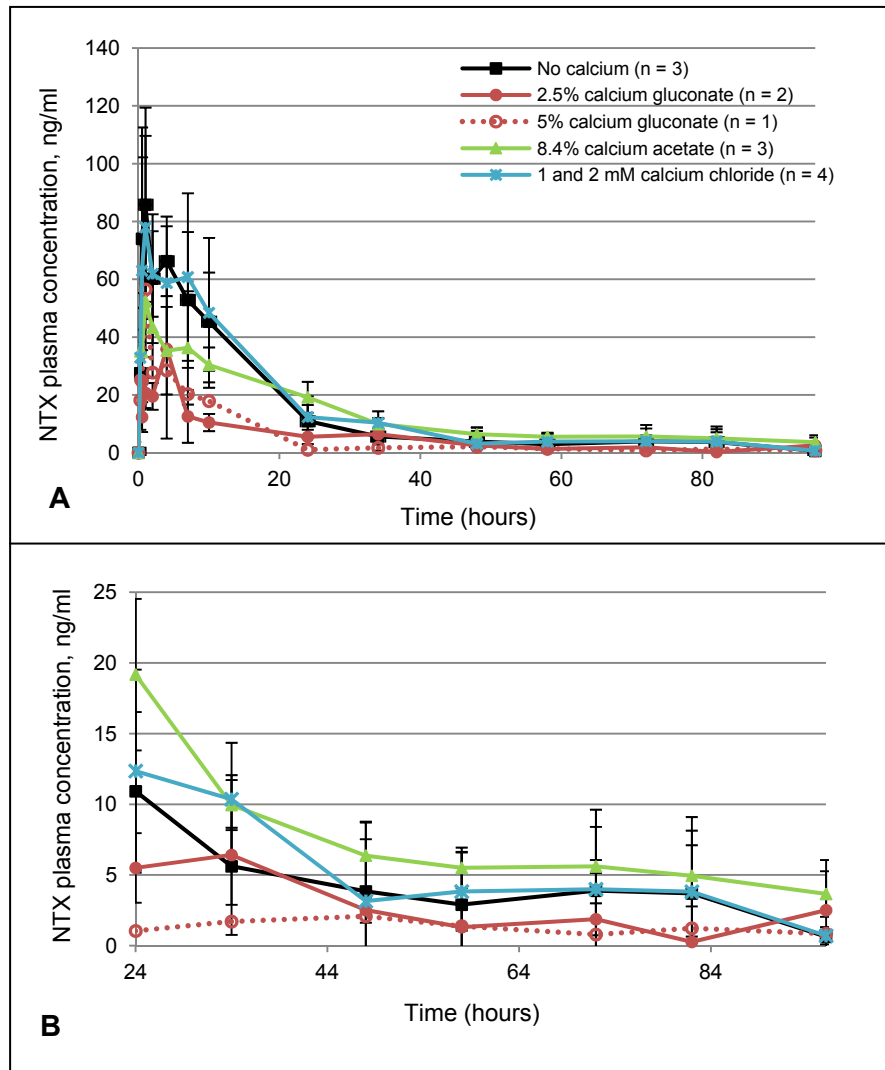 140
120
100
80
60
40
20
0
NTX plasma concentration, ng/ml
No calcium (n = 3)
2.5% calcium gluconate (n = 2)
5% calcium gluconate (n = 1)
8.4% calcium acetate (n = 3)
1 and 2 mM calcium chloride (n = 4)
0 20 40 60 80
Time (hours)
A
25
20
15
10
5
0
NTX plasma concentration, ng/ml
24 44 64 84
Time (hours)
B